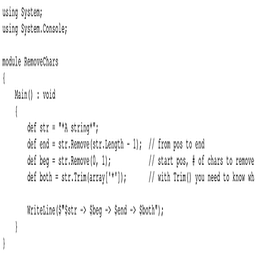 using System;
using System.Console;
module RemoveChars
{
Main() : void
{
def str = "*A string*";
def end = str.Remove(str.Length - 1); // from pos to end
def beg = str.Remove(0, 1); // start pos, # of chars to remove
def both = str.Trim(array['*']); // with Trim() you need to know wh
WriteLine($"$str -> $beg -> $end -> $both");
}
}